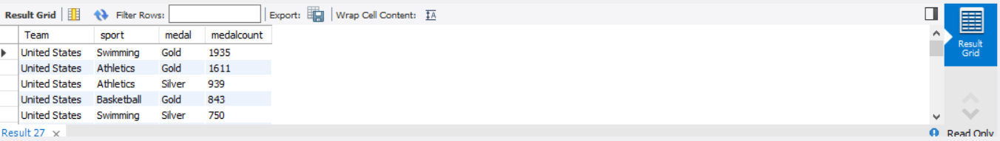 Result Grid Filter Rows: Export: Wrap Cell Content: IA
Team sport medal medalcount
United States Swimming Gold 1935
United States Athletics Gold 1611
United States Athletics Silver 939
United States Basketball Gold 843
United States Swimming Silver 750
Result
Grid
Result 27 x
Read Only